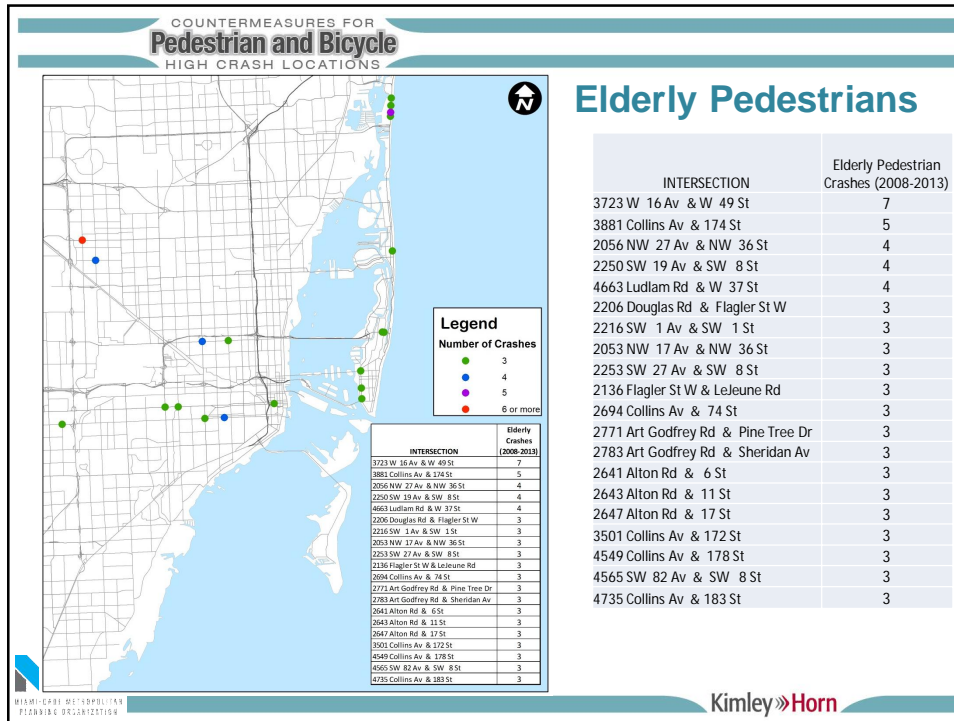 COUNTERMEASURES FOR
Pedestrian and Bicycle
HIGH CRASH LOCATIONS
N
Elderly Pedestrians
INTERSECTION Elderly Pedestrian
Crashes (2008-2013)
3723 W 16 Av & W 49 St 7
3881 Collins Av & 174 St 5
2056 NW 27 Av & NW 36 St 4
2250 SW 19 Av & SW 8 St 4
4663 Ludlam Rd & W 37 St 4
2206 Douglas Rd & Flagler St W 3
2216 SW 1 Av & SW 1 St 3
2053 NW 17 Av & NW 36 St 3
2253 SW 27 Av & SW 8 St 3
2136 Flagler St W & LeJeune Rd 3
2694 Collins Av & 74 St 3
2771 Art Godfrey Rd & Pine Tree Dr 3
2783 Art Godfrey Rd & Sheridan Av 3
2641 Alton Rd & 6 St 3
2643 Alton Rd & 11 St 3
2647 Alton Rd & 17 St 3
3501 Collins Av & 172 St 3
4549 Collins Av & 178 St 3
4565 SW 82 Av & SW 8 St 3
4735 Collins Av & 183 St 3
Legend
Number of Crashes
3
4
5
6 or more
Elderly
Crashes
INTERSECTION (2008-2013)
3723 W 16 Av & W 49 St 7
3881 Collins Av & 174 St 5
2056 NW 27 Av & NW 36 St 4
2250 SW 19 Av & SW 8 St 4
4663 Ludlam Rd & W 37 St 4
2206 Douglas Rd & Flagler St W 3
2216 SW 1 Av & SW 1 St 3
2053 NW 17 Av & NW 36 St 3
2253 SW 27 Av & SW 8 St 3
2136 Flagler St W & LeJeune Rd 3
2694 Collins Av & 74 St 3
2771 Art Godfrey Rd & Pine Tree Dr 3
2783 Art Godfrey Rd & Sheridan Av 3
2641 Alton Rd & 6 St 3
2643 Alton Rd & 11 St 3
2647 Alton Rd & 17 St 3
3501 Collins Av & 172 St 3
4549 Collins Av & 178 St 3
4565 SW 82 Av & SW 8 St 3
4735 Collins Av & 183 St 3
MIAMI-DADE METROPOLITAN
PLANNING ORGANIZATION
Kimley»Horn